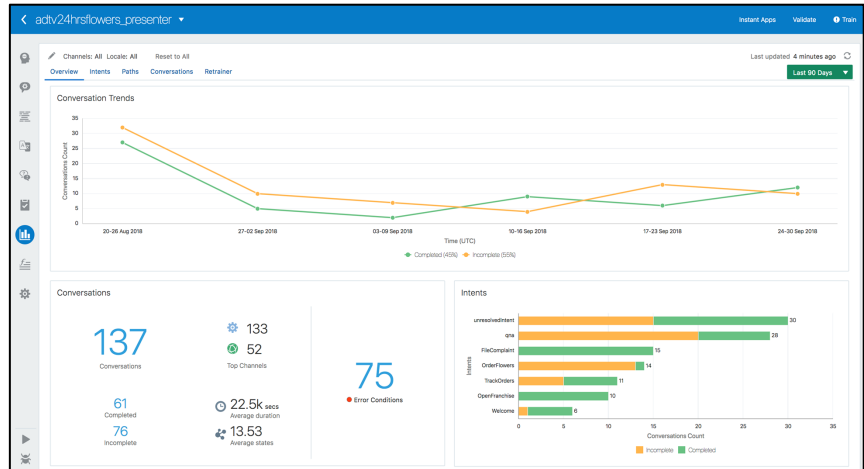 adtv24hrsflowers_presenter
Instant Apps Validate Train
Channels: All Locale: All Reset to All
Last updated 4 minutes ago
Overview Intents Paths Conversations Retrainer
Last 90 Days
Conversation Trends
35
30
25
20
15
10
5
0
Conversations Count
20-26 Aug 2018 27-02 Sep 2018 03-09 Sep 2018 10-16 Sep 2018 17-23 Sep 2018 24-30 Sep 2018
Time (UTC)
Completed (45%) Incomplete (55%)
Conversations
137
Conversations
133
52
Top Channels
61
Completed
76
Incomplete
22.5k secs
Average duration
13.53
Average states
75
Error Conditions
Intents
Intents
unresolvedIntent 30
qna 28
FileComplaint 15
OrderFlowers 14
TrackOrders 11
OpenFranchise 10
Welcome 6
0 5 10 15 20 25 30 35
Conversations Count
Incomplete Completed